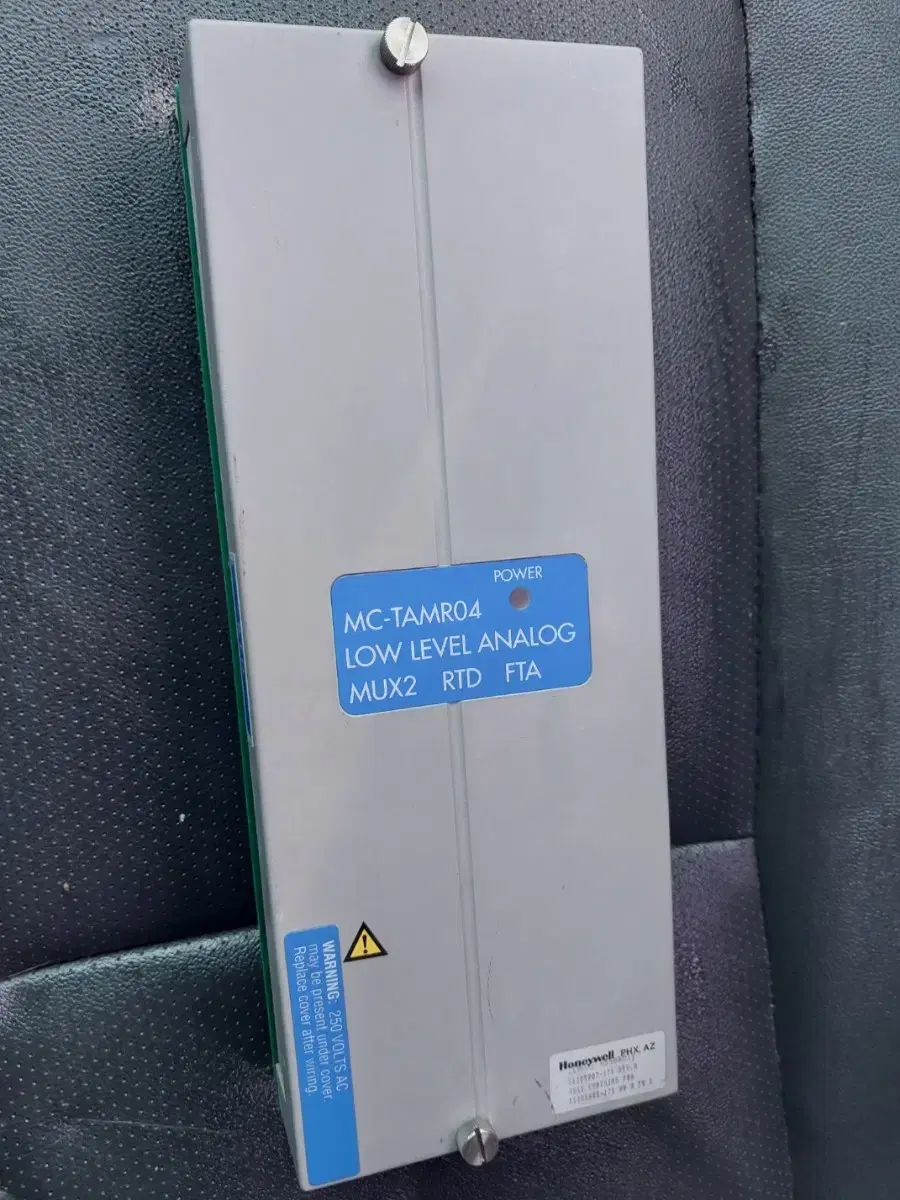 POWER
MC-TAMR04
LOW LEVEL ANALOG
MUX2 RTD FTA
WARNING: 250 VOLTS AC
may be present under cover.
Replace cover after wiring.
Honeywell PHX, AZ